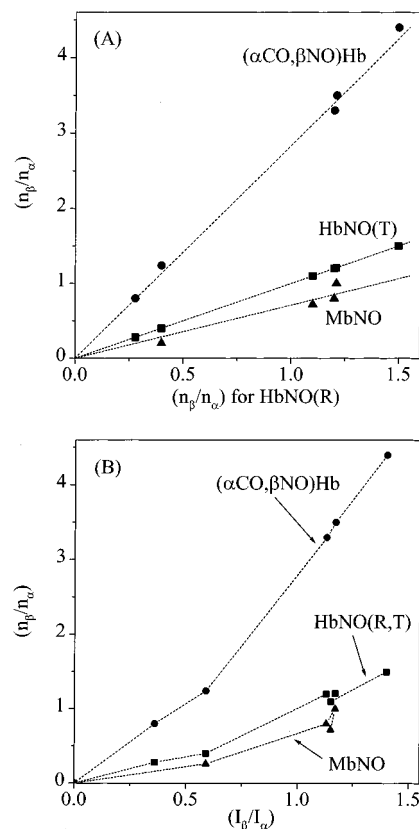 (A)
(αCO,βNO)Hb
HbNO(T)
MbNO
4
3
2
1
0
(nβ/nα)
0.0
0.5
1.0
1.5
(nβ/nα) for HbNO(R)
(B)
(αCO,βNO)Hb
HbNO(R,T)
MbNO
4
3
2
1
0
(nβ/nα)
0.0
0.5
1.0
1.5
(Iβ/Iα)